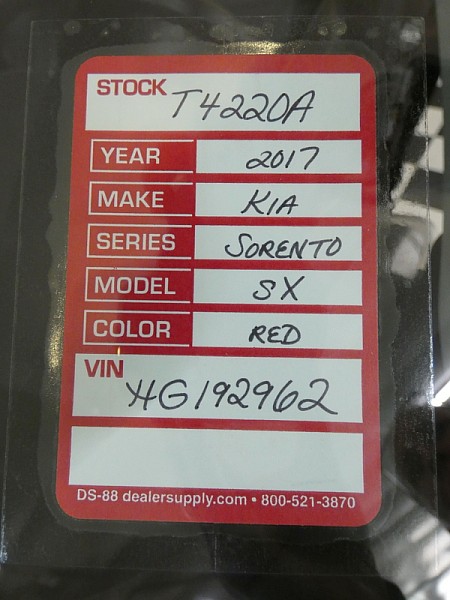 STOCK T4220A
YEAR 2017
MAKE KIA
SERIES SORENTO
MODEL SX
COLOR RED
VIN HG192962
DS-88 dealersupply.com • 800-521-3870